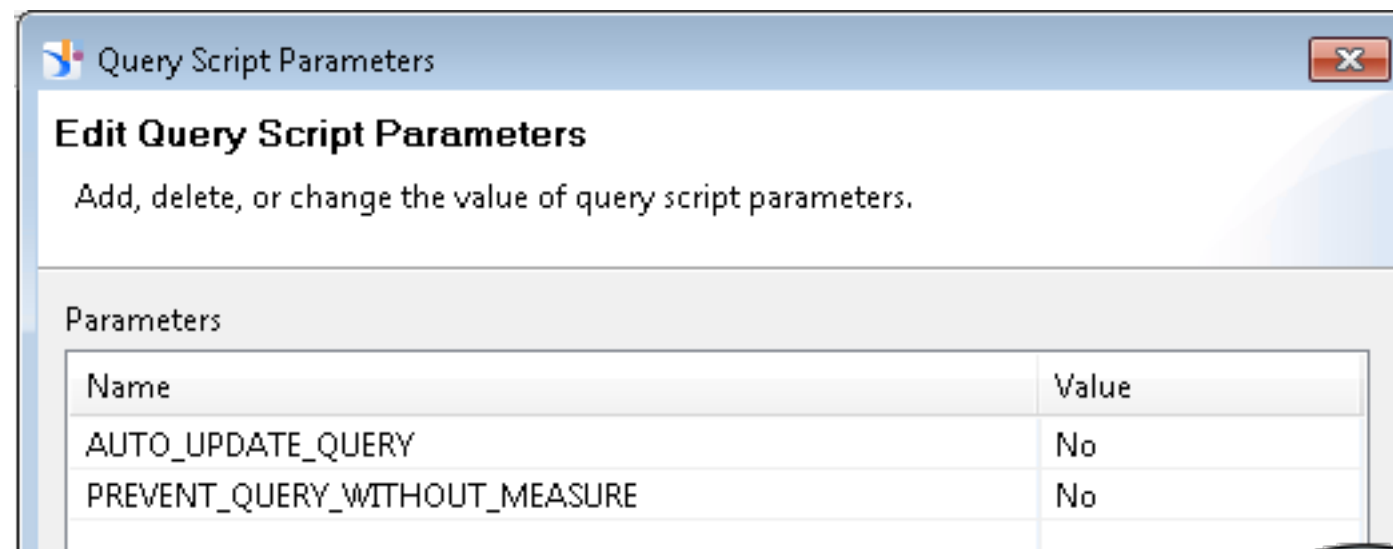 Query Script Parameters
Edit Query Script Parameters
Add, delete, or change the value of query script parameters.
Parameters
Name Value
AUTO_UPDATE_QUERY No
PREVENT_QUERY_WITHOUT_MEASURE No